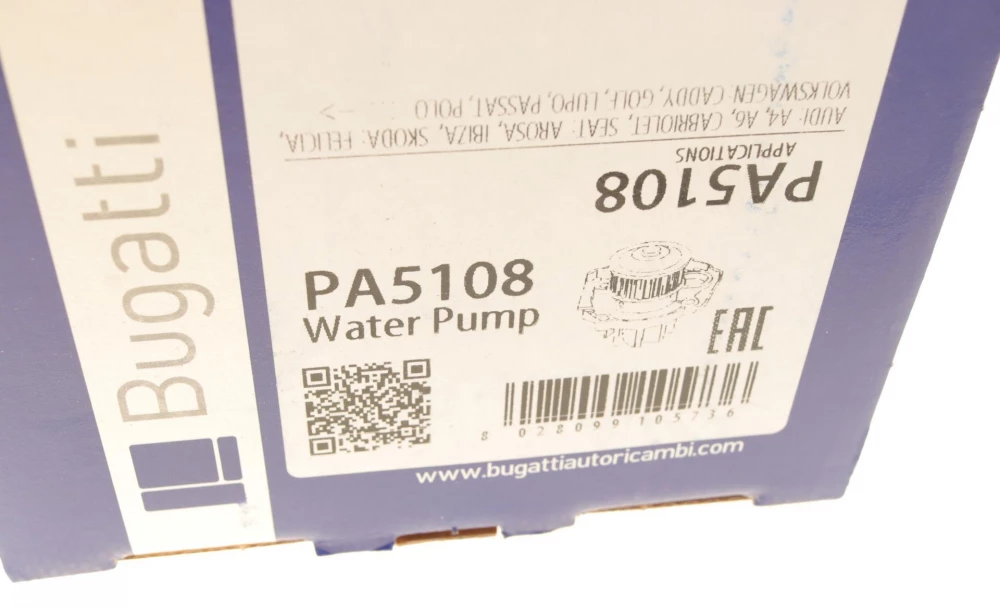 Bugatti
PA5108
APPLICATIONS
AUDI: A4, A6, CABRIOLET, SEAT: AROSA, IBIZA, SKODA: FELICIA,
VOLKSWAGEN: CADDY, GOLF, LUPO, PASSAT, POLO
PA5108
Water Pump
EAC
8 028099 105736
www.bugattiautoricambi.com